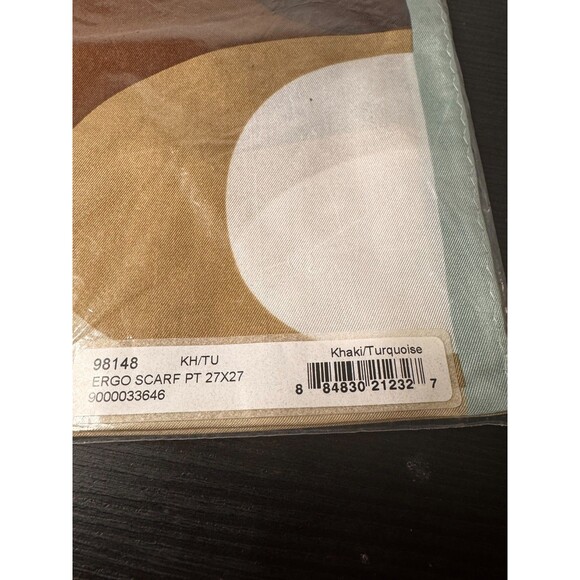 98148 KH/TU
ERGO SCARF PT 27X27
9000033646
Khaki/Turquoise
8 84830 21232 7